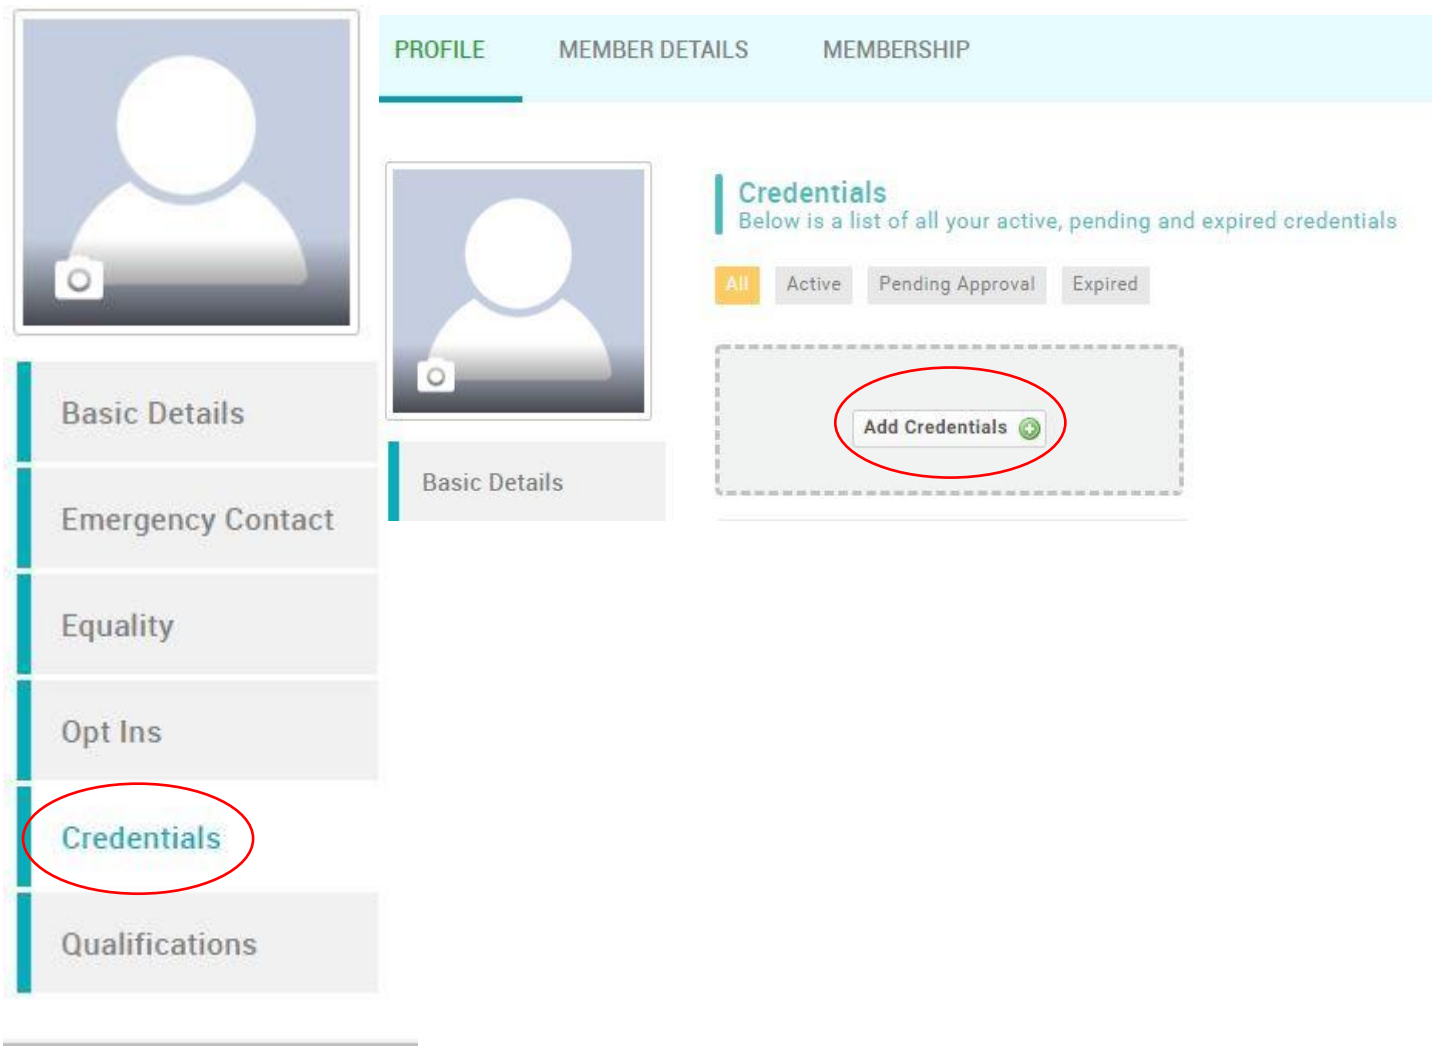 PROFILE MEMBER DETAILS MEMBERSHIP
Credentials
Below is a list of all your active, pending and expired credentials
All Active Pending Approval Expired
Add Credentials
Basic Details
Basic Details
Emergency Contact
Equality
Opt Ins
Credentials
Qualifications